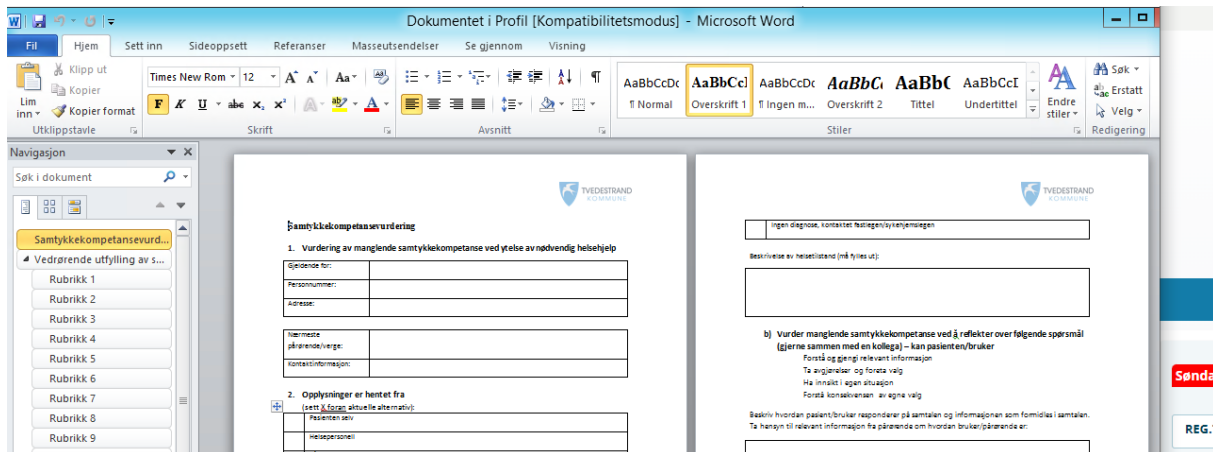 Dokumentet i Profil [Kompatibilitetsmodus] - Microsoft Word
Fil Hjem Sett inn Sideoppsett Referanser Masseutsendelser Se gjennom Visning
Lim inn
Klipp ut
Kopier
Kopier format
Utklippstavle
Times New Rom 12
F K U abe x₂ x²
Aa
Skrift
Avsnitt
AaBbCcDc AaBbCc AaBbCcDc AaBbC AaBb( AaBbCcI
¶ Normal Overskrift 1 ¶ Ingen m... Overskrift 2 Tittel Undertittel
Stiler
Endre stiler
Søk
Erstatt
Velg
Redigering
Navigasjon
Søk i dokument
Samtykkekompetansevurd...
Vedrørende utfylling av s...
Rubrikk 1
Rubrikk 2
Rubrikk 3
Rubrikk 4
Rubrikk 5
Rubrikk 6
Rubrikk 7
Rubrikk 8
Rubrikk 9
TVEDESTRAND
KOMMUNE
Samtykkekompetansevurdering
1. Vurdering av manglende samtykkekompetanse ved ytelse av nødvendig helsehjelp
Gjeldende for:
Personnummer:
Adresse:
Nærmeste
pårørende/verge:
Kontaktinformasjon:
2. Opplysninger er hentet fra
(sett X foran aktuelle alternativ):
Pasienten selv
Helsepersonell
TVEDESTRAND
KOMMUNE
Ingen diagnose, kontaktet fastlegen/sykehjemslegen
Beskrivelse av helsetilstand (må fylles ut):
b) Vurder manglende samtykkekompetanse ved å reflekter over følgende spørsmål
(gjerne sammen med en kollega) – kan pasienten/bruker
Forstå og gjengi relevant informasjon
Ta avgjørelser og foreta valg
Ha innsikt i egen situasjon
Forstå konsekvensen av egne valg
Beskriv hvordan pasient/bruker responderer på samtalen og informasjonen som formidles i samtalen.
Ta hensyn til relevant informasjon fra pårørende om hvordan bruker/pårørende er:
Sønda
REG.